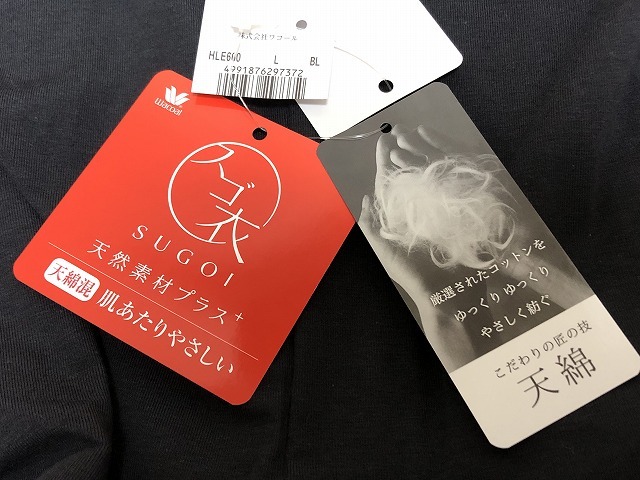 株式会社ワコール
HLE600 L BL
4991876297372
wacoal
スゴ衣
SUGOI
天然素材プラス+
天綿混 肌あたりやさしい
厳選されたコットンを
ゆっくり ゆっくり
やさしく紡ぐ
こだわりの匠の技
天綿